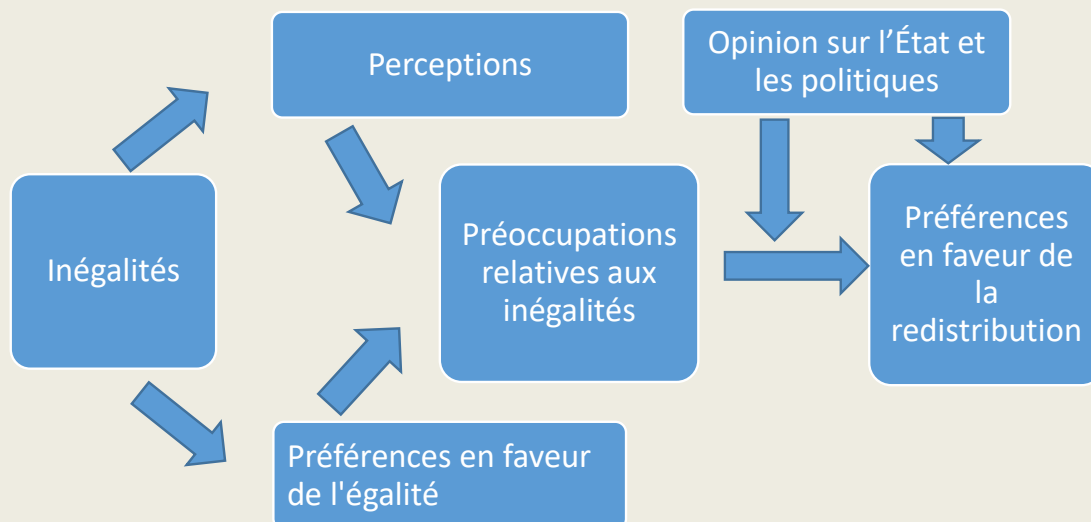 Perceptions
Opinion sur l’État et
les politiques
Inégalités
Préoccupations
relatives aux
inégalités
Préférences
en faveur de
la
redistribution
Préférences en faveur
de l'égalité